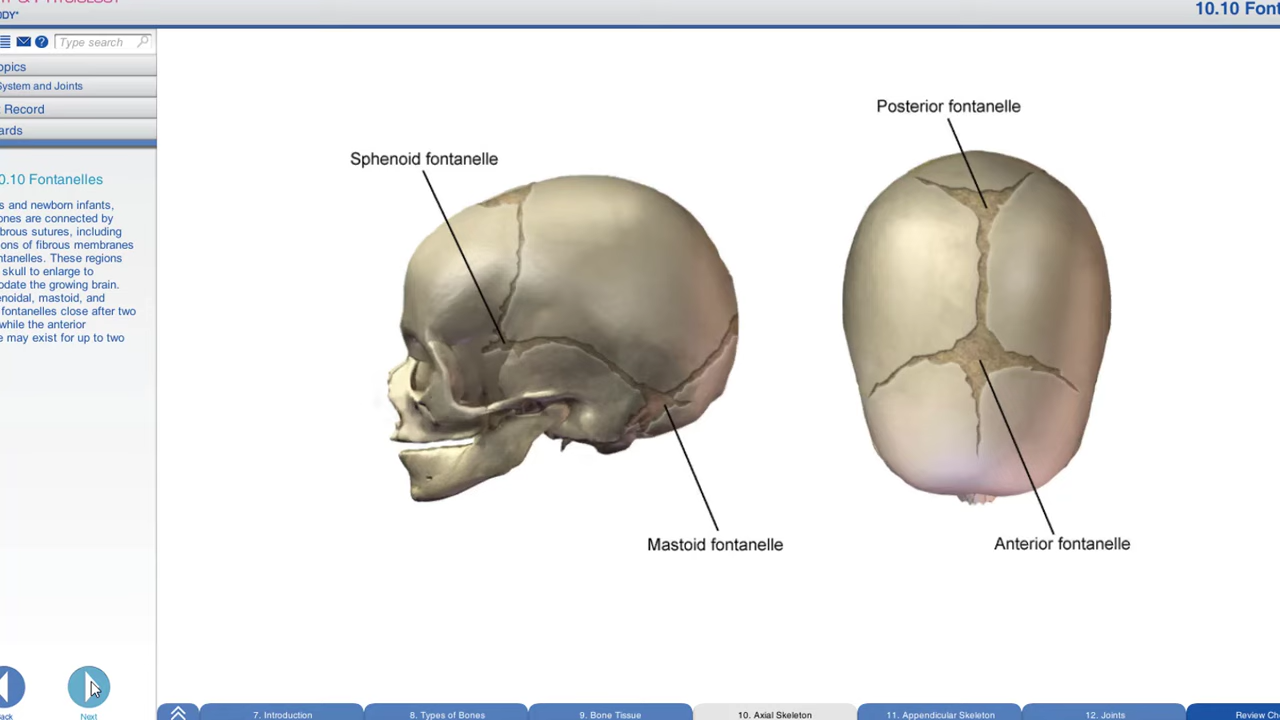 ODY*
10.10 Font
Type search
opics
System and Joints
Record
ards
0.10 Fontanelles
s and newborn infants,
ones are connected by
brous sutures, including
ons of fibrous membranes
ntanelles. These regions
skull to enlarge to
odate the growing brain.
enoidal, mastoid, and
fontanelles close after two
while the anterior
e may exist for up to two
Sphenoid fontanelle
Mastoid fontanelle
Posterior fontanelle
Anterior fontanelle
ack
Next
7. Introduction
8. Types of Bones
9. Bone Tissue
10. Axial Skeleton
11. Appendicular Skeleton
12. Joints
Review Ch